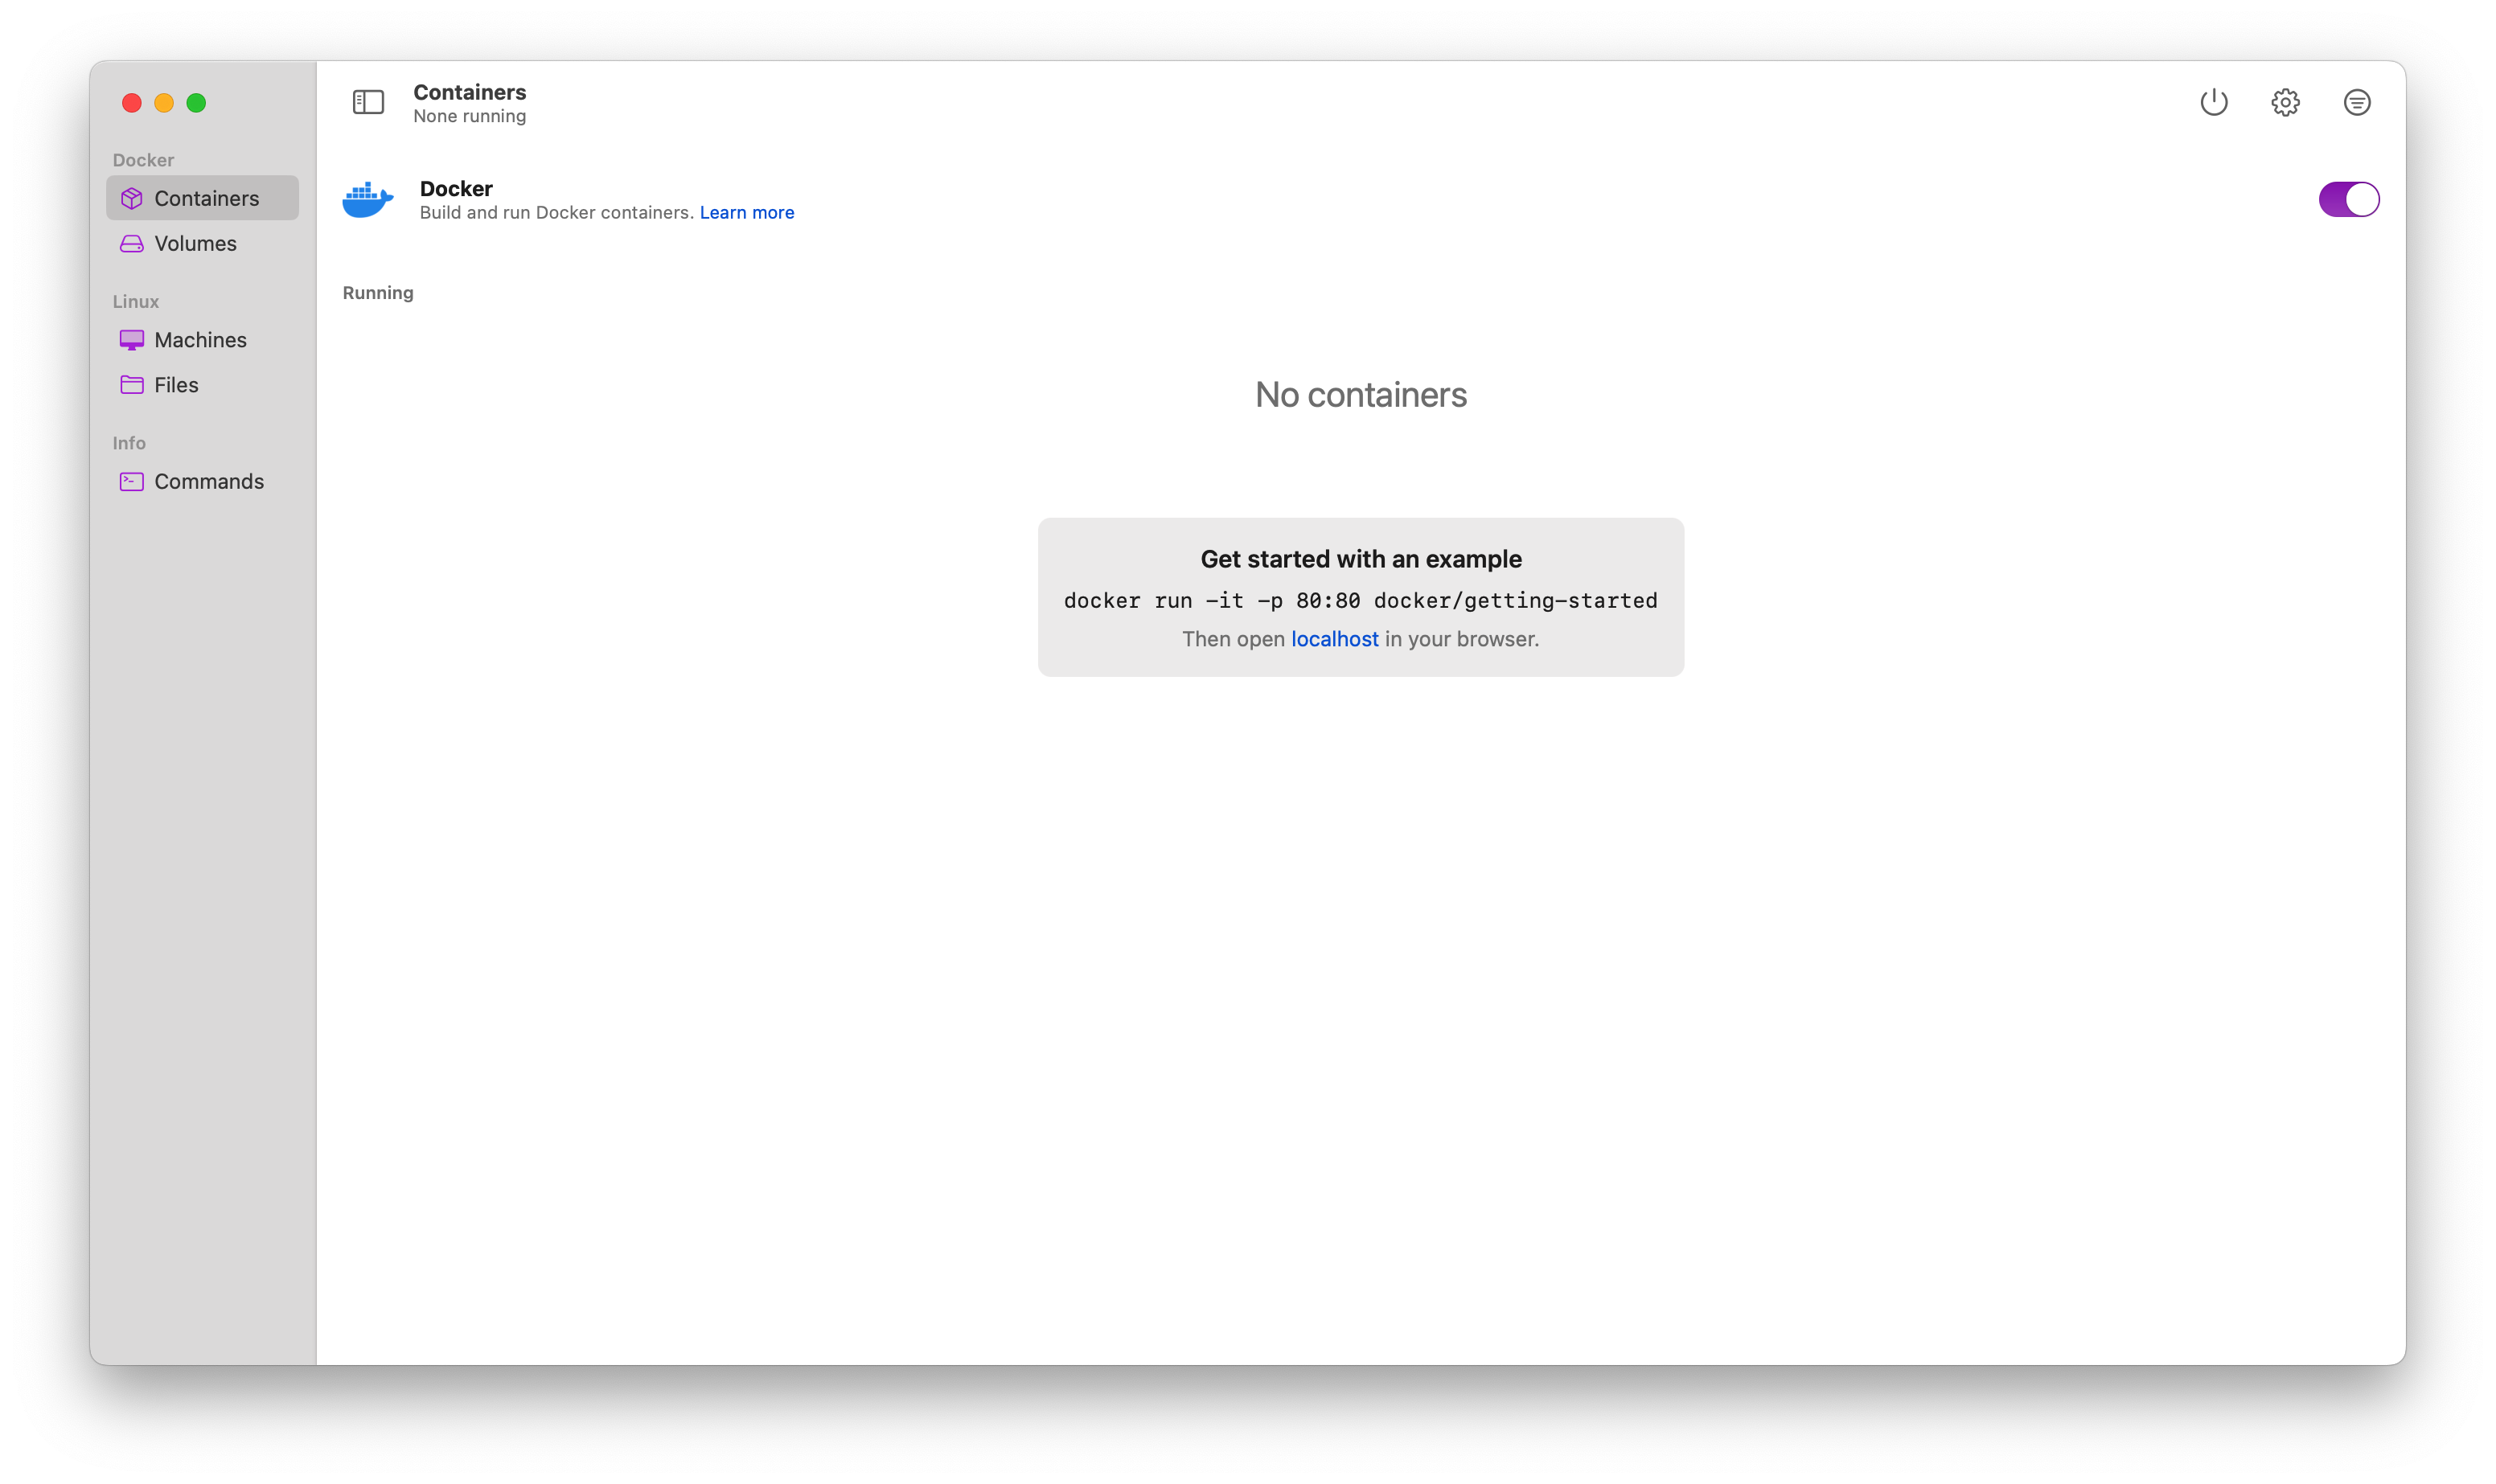 Containers
None running
Docker
Containers
Volumes
Linux
Machines
Files
Info
Commands
Docker
Build and run Docker containers. Learn more
Running
No containers
Get started with an example
docker run -it -p 80:80 docker/getting-started
Then open localhost in your browser.